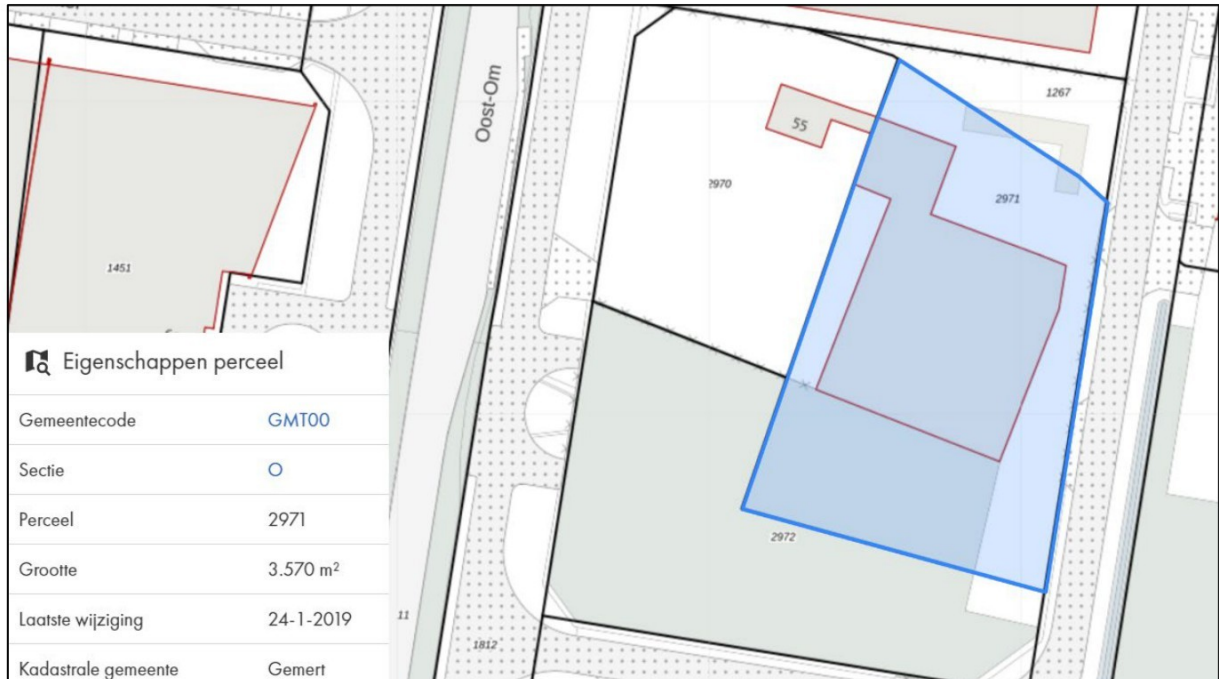 Oost-Om
1267
55
2970
2971
1451
2972
11
1812
Eigenschappen perceel
Gemeentecode GMT00
Sectie O
Perceel 2971
Grootte 3.570 m²
Laatste wijziging 24-1-2019
Kadastrale gemeente Gemert